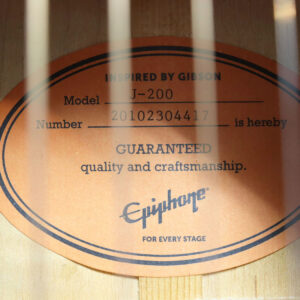 INSPIRED BY GIBSON
Model J-200
Number 20102304417 is hereby
GUARANTEED
quality and craftsmanship.
Epiphone
FOR EVERY STAGE